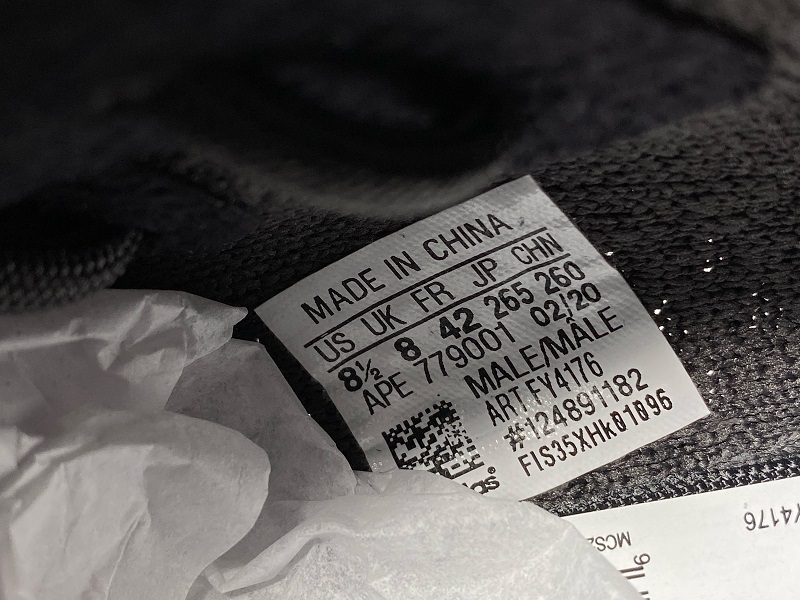 MADE IN CHINA
US UK FR JP CHN
8½ 8 42 265 260
APE 779001 02/20
MALE/MÂLE
ART FY4176
#124891182
FIS35XHk01096